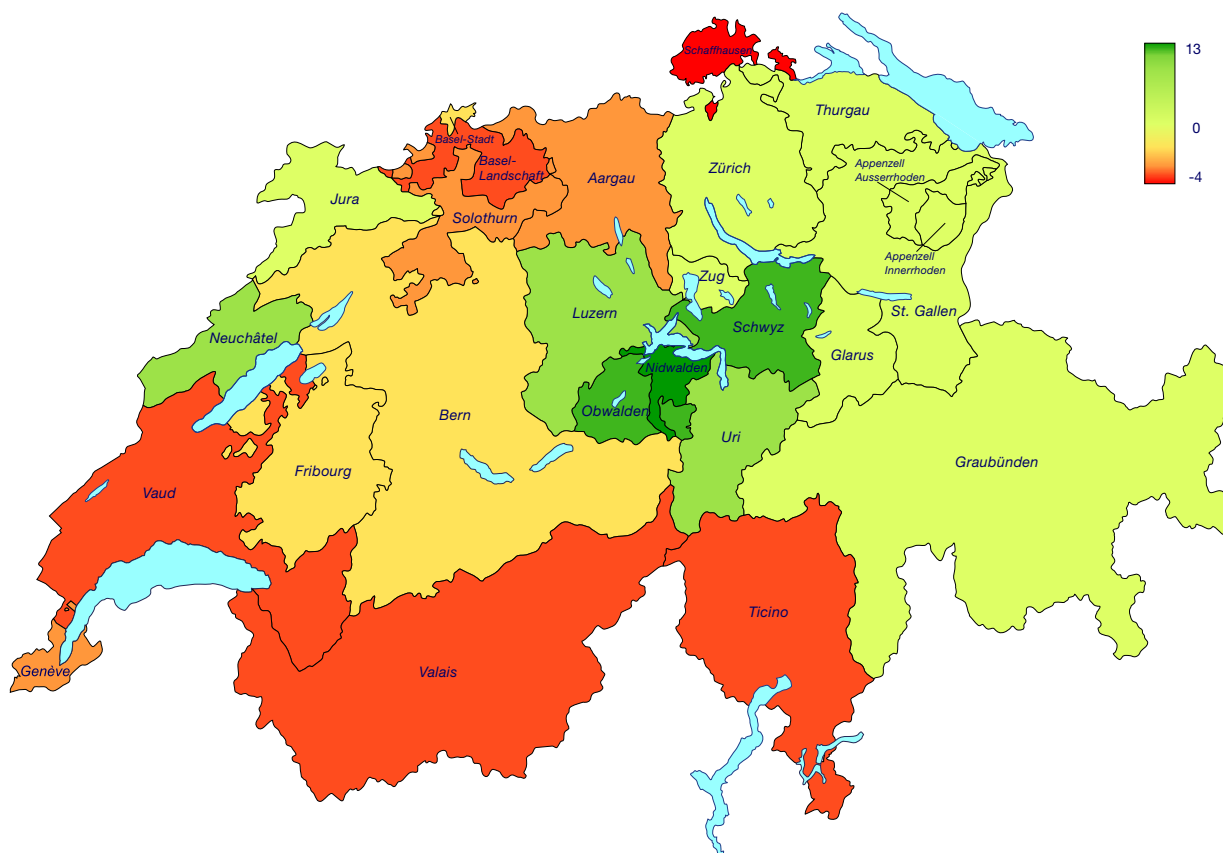 13
Schaffhausen
Thurgau
0
Basel-Stadt
Basel-
Landschaft
Aargau
Zürich
Appenzell
Ausserrhoden
-4
Jura
Solothurn
Appenzell
Innerrhoden
Zug
Luzern
Schwyz
St. Gallen
Neuchâtel
Glarus
Nidwalden
Obwalden
Bern
Uri
Graubünden
Fribourg
Vaud
Ticino
Genève
Valais